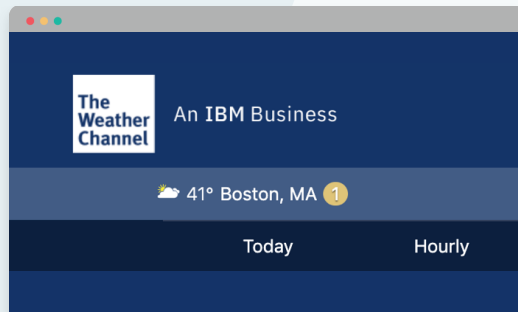 The
Weather
Channel
An IBM Business
41° Boston, MA 1
Today Hourly